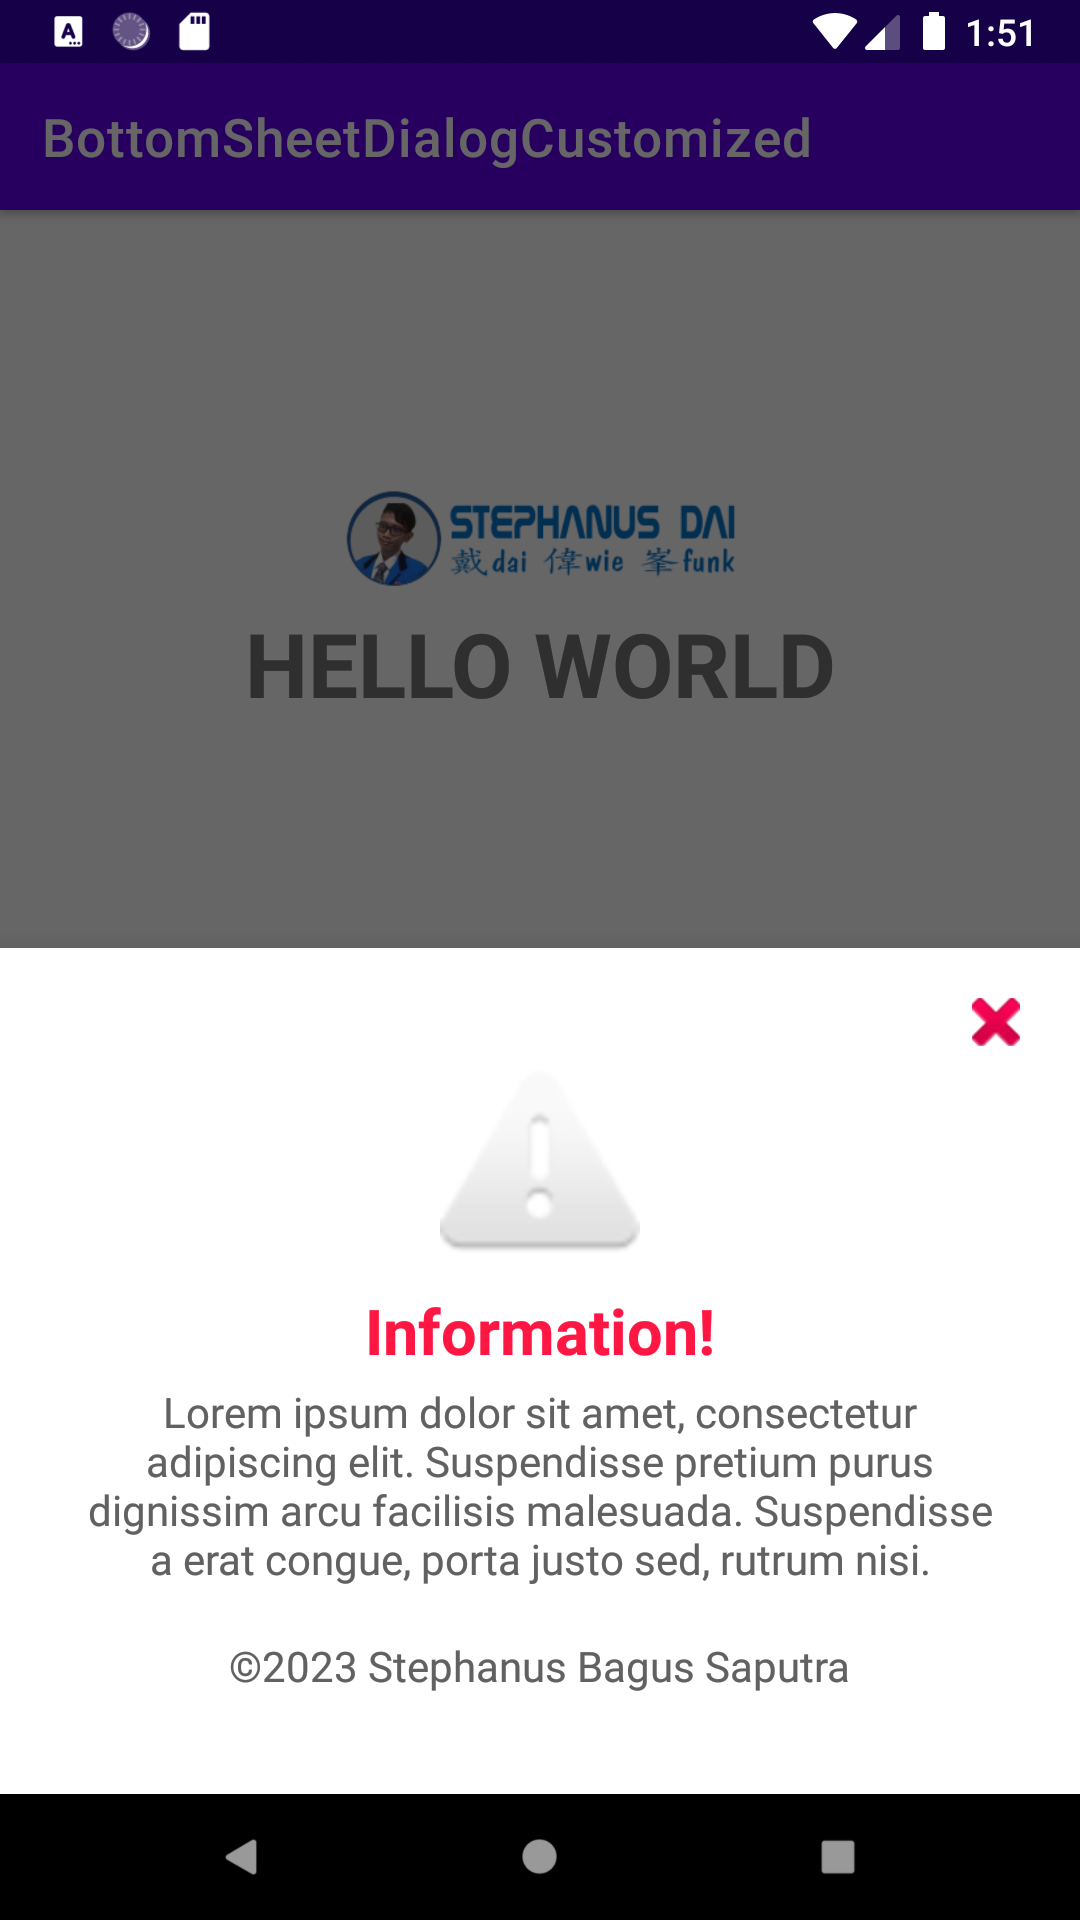 1:51
BottomSheetDialogCustomized
STEPHANUS DAI
戴dai 偉wie 峯funk
HELLO WORLD
Information!
Lorem ipsum dolor sit amet, consectetur
adipiscing elit. Suspendisse pretium purus
dignissim arcu facilisis malesuada. Suspendisse
a erat congue, porta justo sed, rutrum nisi.
©2023 Stephanus Bagus Saputra